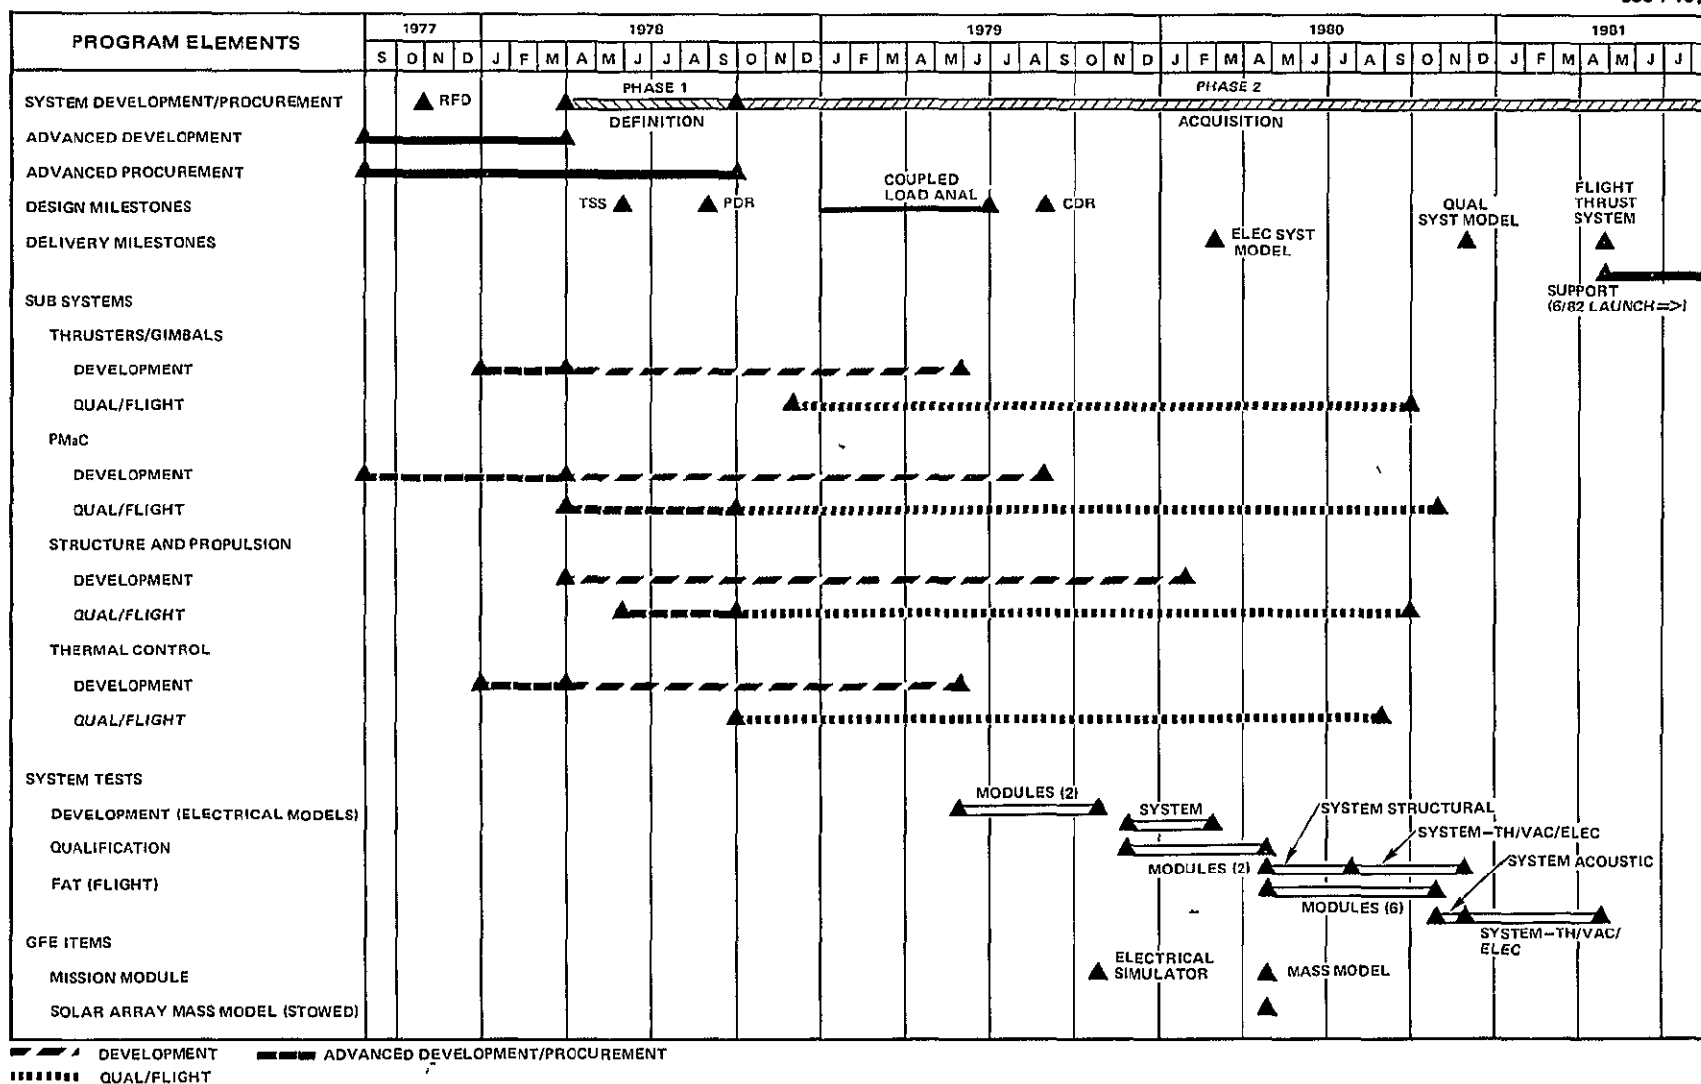 1977 1978 1979 1980 1981
PROGRAM ELEMENTS
S O N D J F M A M J J A S O N D J F M A M J J A S O N D J F M A M J J A S O N D J F M A M J J
SYSTEM DEVELOPMENT/PROCUREMENT RFD PHASE 1 PHASE 2
DEFINITION ACQUISITION
ADVANCED DEVELOPMENT
ADVANCED PROCUREMENT
DESIGN MILESTONES TSS PDR COUPLED
LOAD ANAL CDR
DELIVERY MILESTONES ELEC SYST
MODEL
QUAL
SYST MODEL
FLIGHT
THRUST
SYSTEM
SUPPORT
(6/82 LAUNCH=>)
SUB SYSTEMS
THRUSTERS/GIMBALS
DEVELOPMENT
QUAL/FLIGHT
PMaC
DEVELOPMENT
QUAL/FLIGHT
STRUCTURE AND PROPULSION
DEVELOPMENT
QUAL/FLIGHT
THERMAL CONTROL
DEVELOPMENT
QUAL/FLIGHT
SYSTEM TESTS
DEVELOPMENT (ELECTRICAL MODELS) MODULES (2) SYSTEM
QUALIFICATION MODULES (2) SYSTEM STRUCTURAL
SYSTEM-TH/VAC/ELEC
FAT (FLIGHT) MODULES (6) SYSTEM ACOUSTIC
SYSTEM-TH/VAC/
ELEC
GFE ITEMS
MISSION MODULE ELECTRICAL
SIMULATOR MASS MODEL
SOLAR ARRAY MASS MODEL (STOWED)
DEVELOPMENT ADVANCED DEVELOPMENT/PROCUREMENT
QUAL/FLIGHT